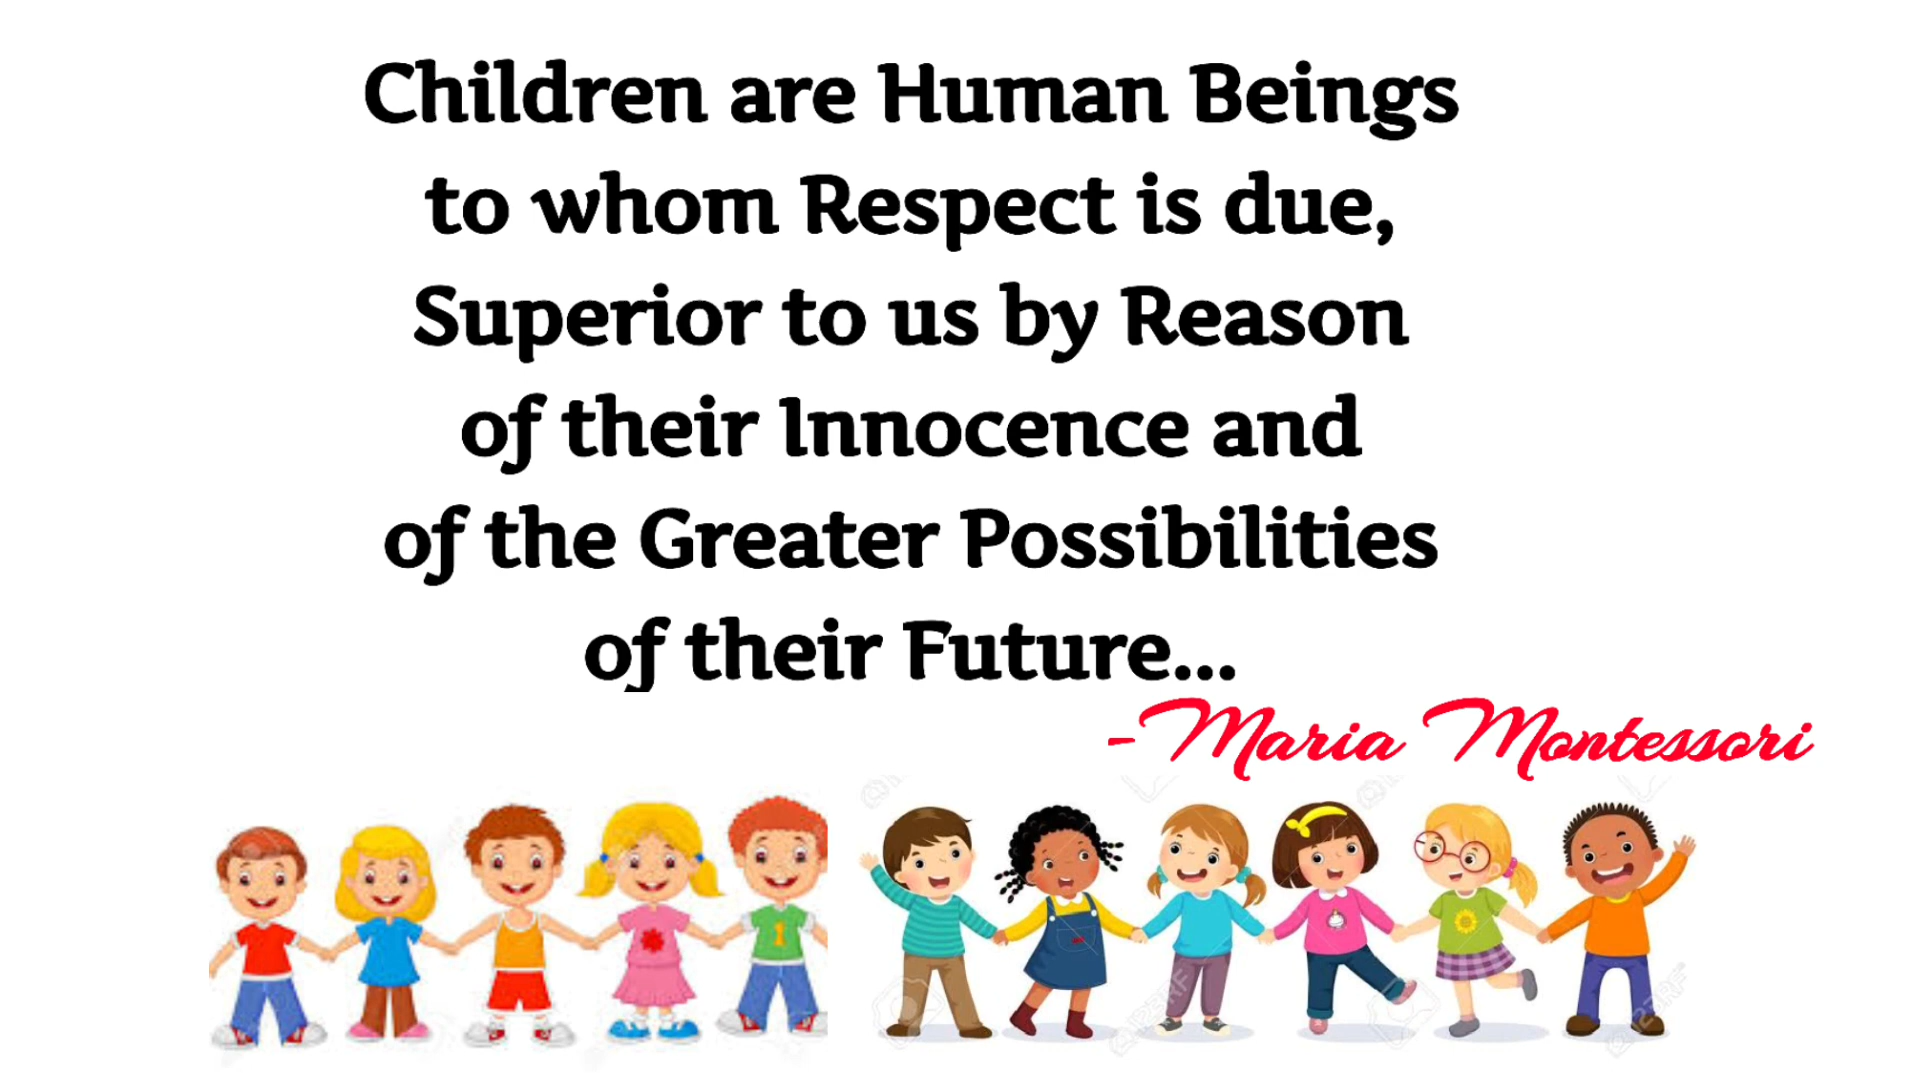 Children are Human Beings
to whom Respect is due,
Superior to us by Reason
of their Innocence and
of the Greater Possibilities
of their Future...
-Maria Montessori
1